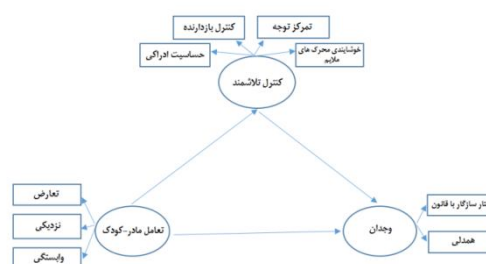 تمرکز توجه
کنترل بازدارنده
خوشایندی محرک های
ملایم
حساسیت ادراکی
کنترل تلاشمند
تعارض
نزدیکی
وابستگی
تعامل مادر-کودک
وجدان
تار سازگار با قانون
همدلی